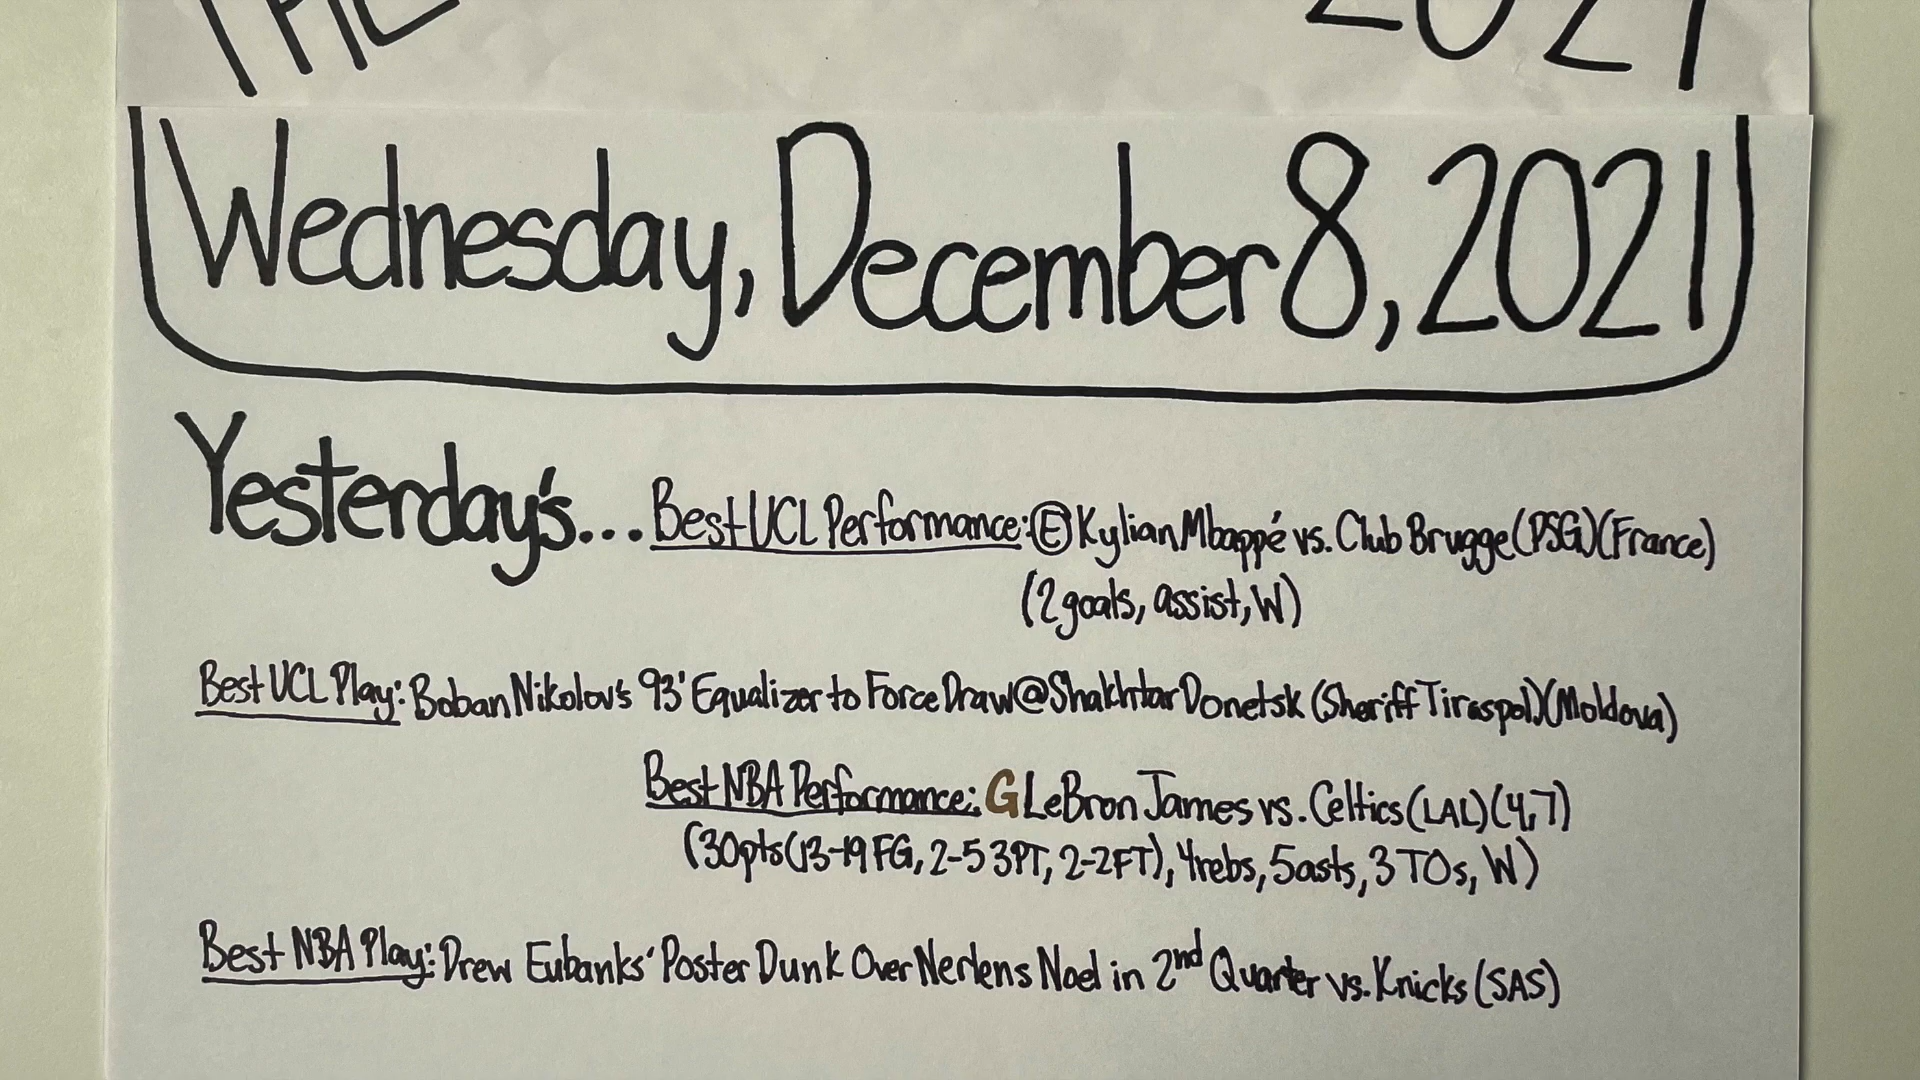 THE 2021
Wednesday, December 8, 2021
Yesterday's... Best UCL Performance: Ⓔ Kylian Mbappé vs. Club Brugge (PSG) (France)
(2 goals, assist, W)
Best UCL Play: Boban Nikolov's 93' Equalizer to Force Draw @ Shakhtar Donetsk (Sheriff Tiraspol) (Moldova)
Best NBA Performance: G LeBron James vs. Celtics (LAL) (4,7)
(30pts (13-19 FG, 2-5 3PT, 2-2 FT), 4rebs, 5asts, 3 TOs, W)
Best NBA Play: Drew Eubanks' Poster Dunk Over Nerlens Noel in 2nd Quarter vs. Knicks (SAS)